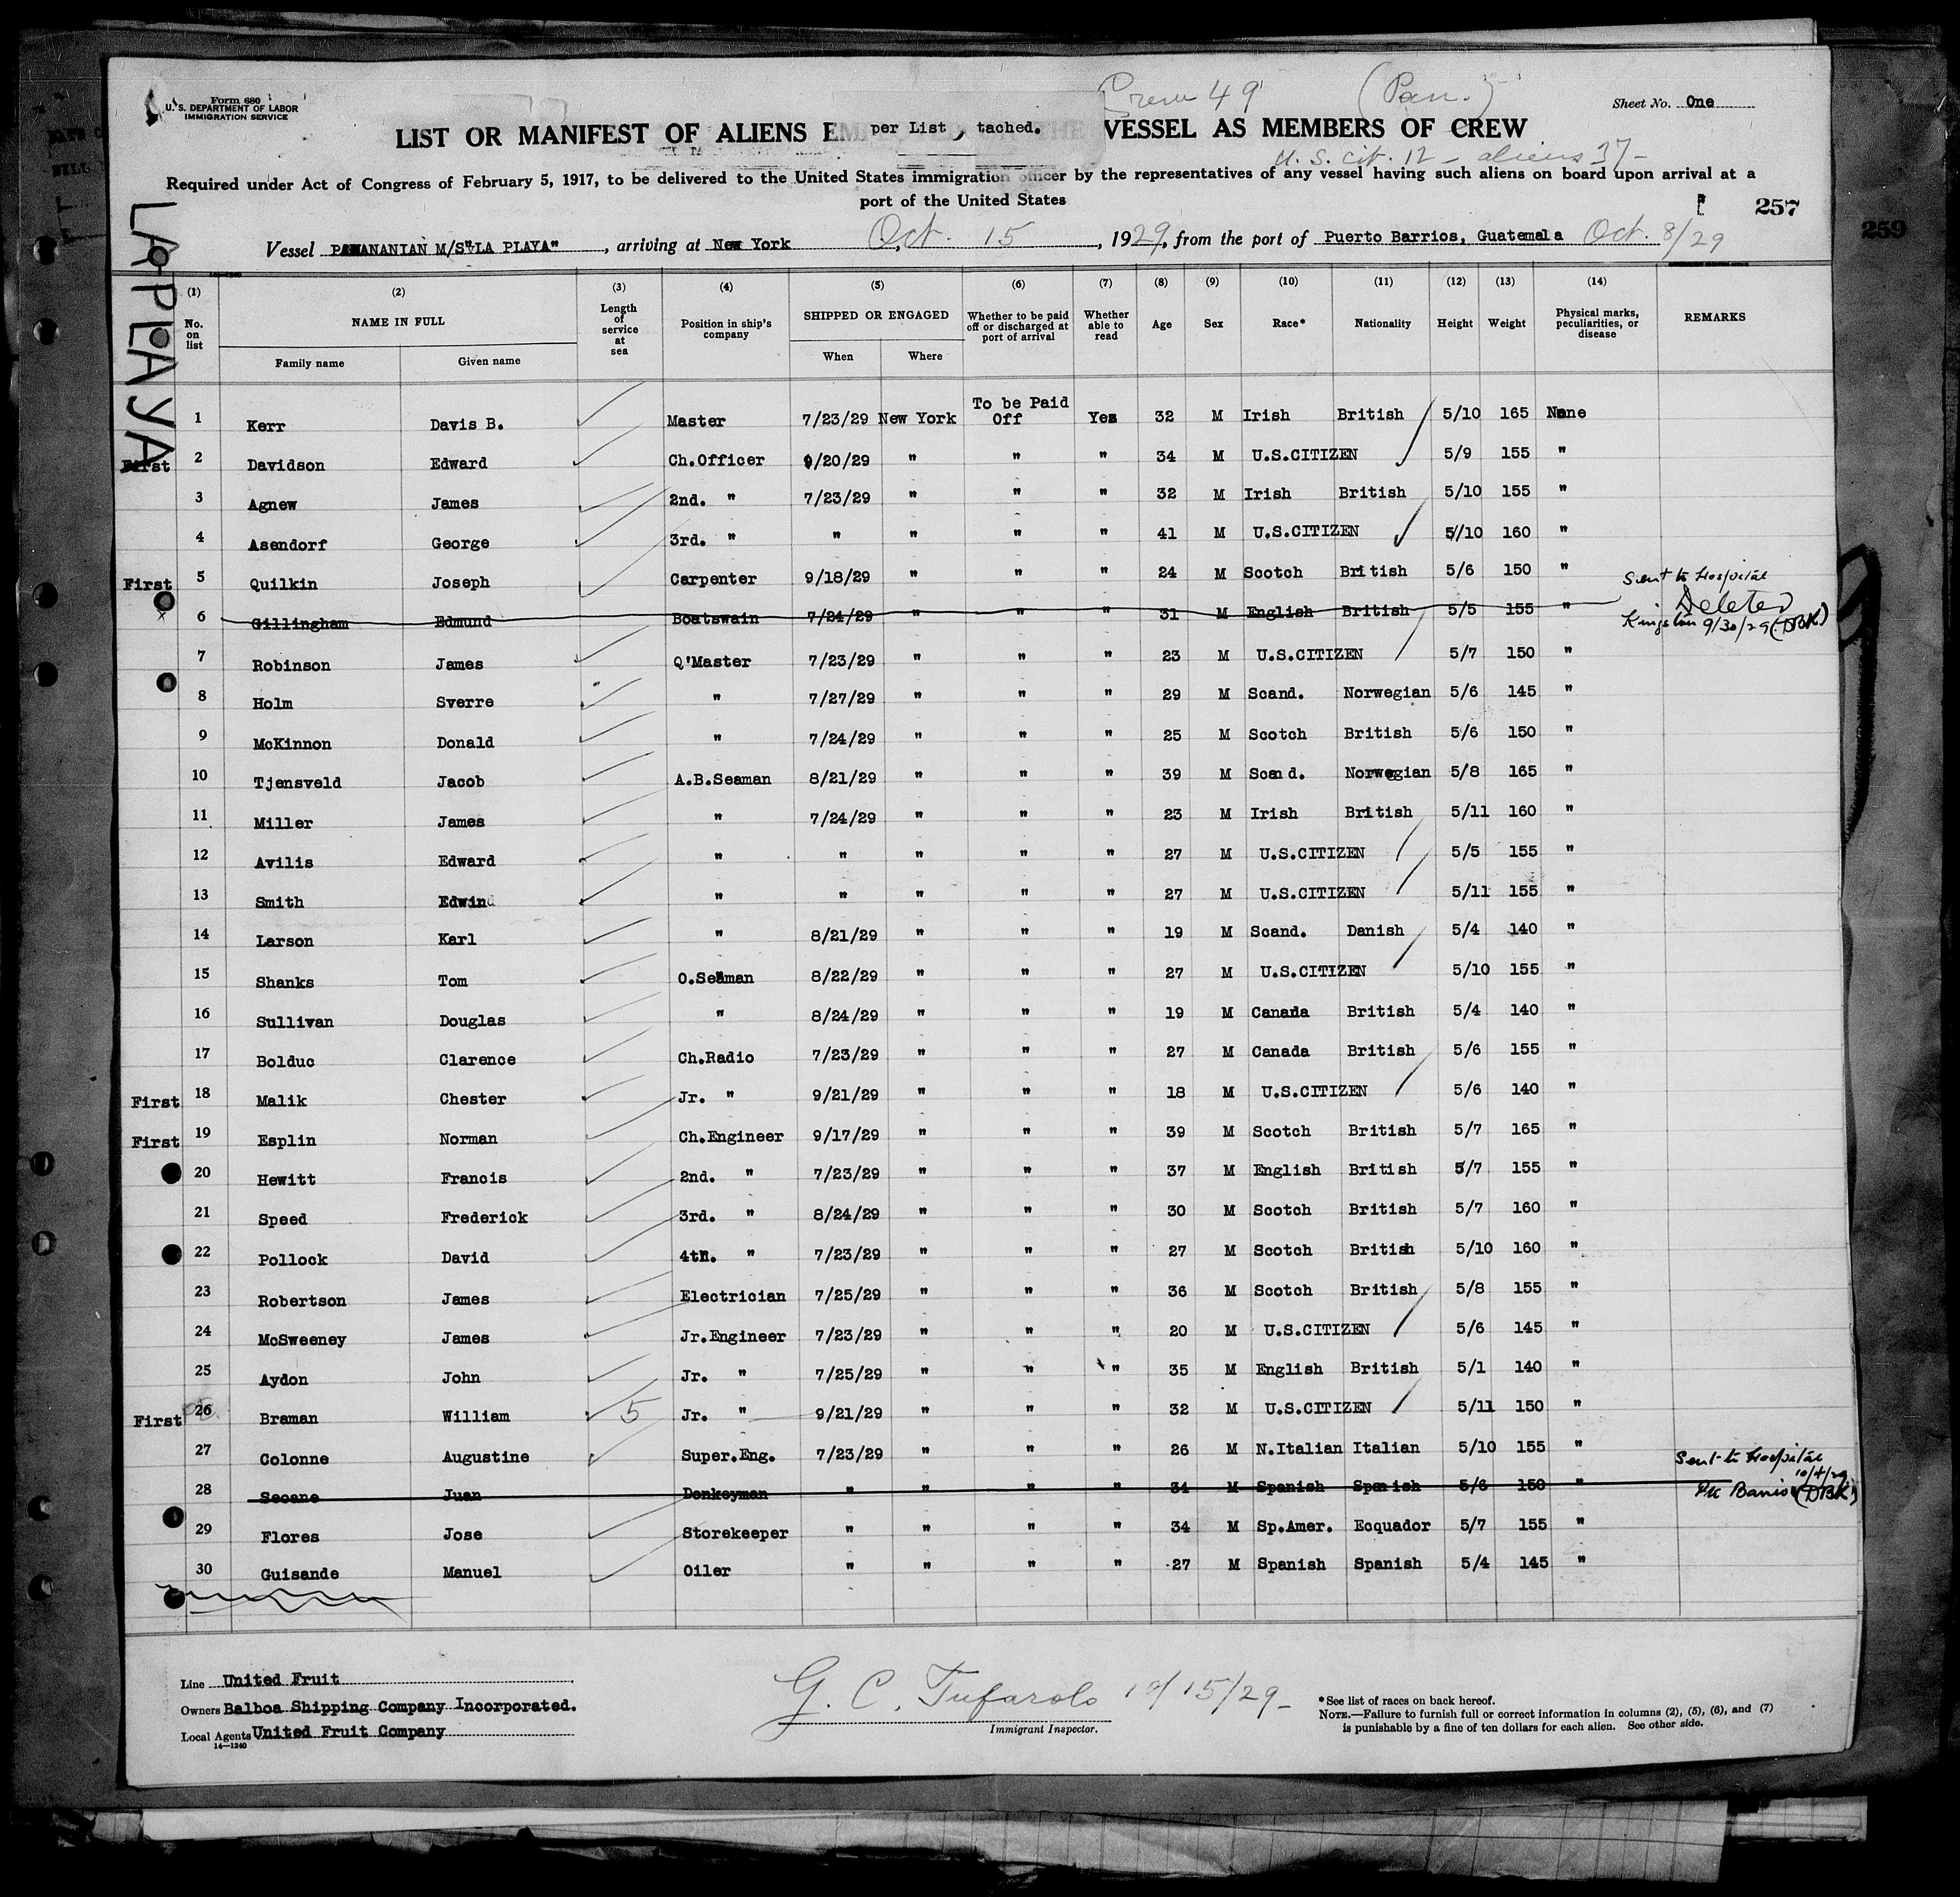 Form 680
U. S. DEPARTMENT OF LABOR
IMMIGRATION SERVICE
Crew 49 (Pan.)
Sheet No. One
LIST OR MANIFEST OF ALIENS per List tached. VESSEL AS MEMBERS OF CREW
U. S. cit. 12 - aliens 37 -
Required under Act of Congress of February 5, 1917, to be delivered to the United States immigration officer by the representatives of any vessel having such aliens on board upon arrival at a
port of the United States
257
259
LA PLAYA
Vessel PANANANIAN M/S "LA PLAYA", arriving at New York Oct. 15, 1929, from the port of Puerto Barrios, Guatemala Oct. 8/29
(1) (2) (3) (4) (5) (6) (7) (8) (9) (10) (11) (12) (13) (14)
No. on list NAME IN FULL Family name Given name Length of service at sea Position in ship's company SHIPPED OR ENGAGED When Where Whether to be paid off or discharged at port of arrival Whether able to read Age Sex Race* Nationality Height Weight Physical marks, peculiarities, or disease REMARKS
1 Kerr Davis B. Master 7/23/29 New York To be Paid Off Yes 32 M Irish British 5/10 165 None
First 2 Davidson Edward Ch.Officer 9/20/29 " " " 34 M U.S.CITIZEN 5/9 155 "
3 Agnew James 2nd. " 7/23/29 " " " 32 M Irish British 5/10 155 "
4 Asendorf George 3rd. " " " " " 41 M U.S.CITIZEN 5/10 160 "
First 5 Quilkin Joseph Carpenter 9/18/29 " " " 24 M Scotch British 5/6 150 "
6 Gillingham Edmund Boatswain 7/24/29 " " " 31 M English British 5/5 155 " Sent to Hospital Deleted Kingston 9/30/29 (DBK)
7 Robinson James Q'Master 7/23/29 " " " 23 M U.S.CITIZEN 5/7 150 "
8 Holm Sverre " 7/27/29 " " " 29 M Scand. Norwegian 5/6 145 "
9 McKinnon Donald " 7/24/29 " " " 25 M Scotch British 5/6 150 "
10 Tjensveld Jacob A.B.Seaman 8/21/29 " " " 39 M Scand. Norwegian 5/8 165 "
11 Miller James " 7/24/29 " " " 23 M Irish British 5/11 160 "
12 Avilis Edward " " " " " 27 M U.S.CITIZEN 5/5 155 "
13 Smith Edwin " " " " " 27 M U.S.CITIZEN 5/11 155 "
14 Larson Karl " 8/21/29 " " " 19 M Scand. Danish 5/4 140 "
15 Shanks Tom O.Seaman 8/22/29 " " " 27 M U.S.CITIZEN 5/10 155 "
16 Sullivan Douglas " 8/24/29 " " " 19 M Canada British 5/4 140 "
17 Bolduc Clarence Ch.Radio 7/23/29 " " " 27 M Canada British 5/6 155 "
First 18 Malik Chester Jr. " 9/21/29 " " " 18 M U.S.CITIZEN 5/6 140 "
First 19 Esplin Norman Ch.Engineer 9/17/29 " " " 39 M Scotch British 5/7 165 "
20 Hewitt Francis 2nd. " 7/23/29 " " " 37 M English British 5/7 155 "
21 Speed Frederick 3rd. " 8/24/29 " " " 30 M Scotch British 5/7 160 "
22 Pollock David 4th. " 7/23/29 " " " 27 M Scotch British 5/10 160 "
23 Robertson James Electrician 7/25/29 " " " 36 M Scotch British 5/8 155 "
24 McSweeney James Jr.Engineer 7/23/29 " " " 20 M U.S.CITIZEN 5/6 145 "
25 Aydon John Jr. " 7/25/29 " " " 35 M English British 5/1 140 "
First 26 Braman William 5 Jr. " 9/21/29 " " " 32 M U.S.CITIZEN 5/11 150 "
27 Colonne Augustine Super.Eng. 7/23/29 " " " 26 M N.Italian Italian 5/10 155 "
28 Seoane Juan Donkeyman " " " " 34 M Spanish Spanish 5/6 150 " Sent to Hospital 10/4/29 Barrios (DBK)
29 Flores Jose Storekeeper " " " " 34 M Sp.Amer. Ecquador 5/7 155 "
30 Guisande Manuel Oiler " " " " 27 M Spanish Spanish 5/4 145 "
Line United Fruit
Owners Balboa Shipping Company Incorporated.
Local Agents United Fruit Company
14—1240
G. C. Tufarolo 10/15/29
Immigrant Inspector.
*See list of races on back hereof.
NOTE.—Failure to furnish full or correct information in columns (2), (5), (6), and (7)
is punishable by a fine of ten dollars for each alien. See other side.